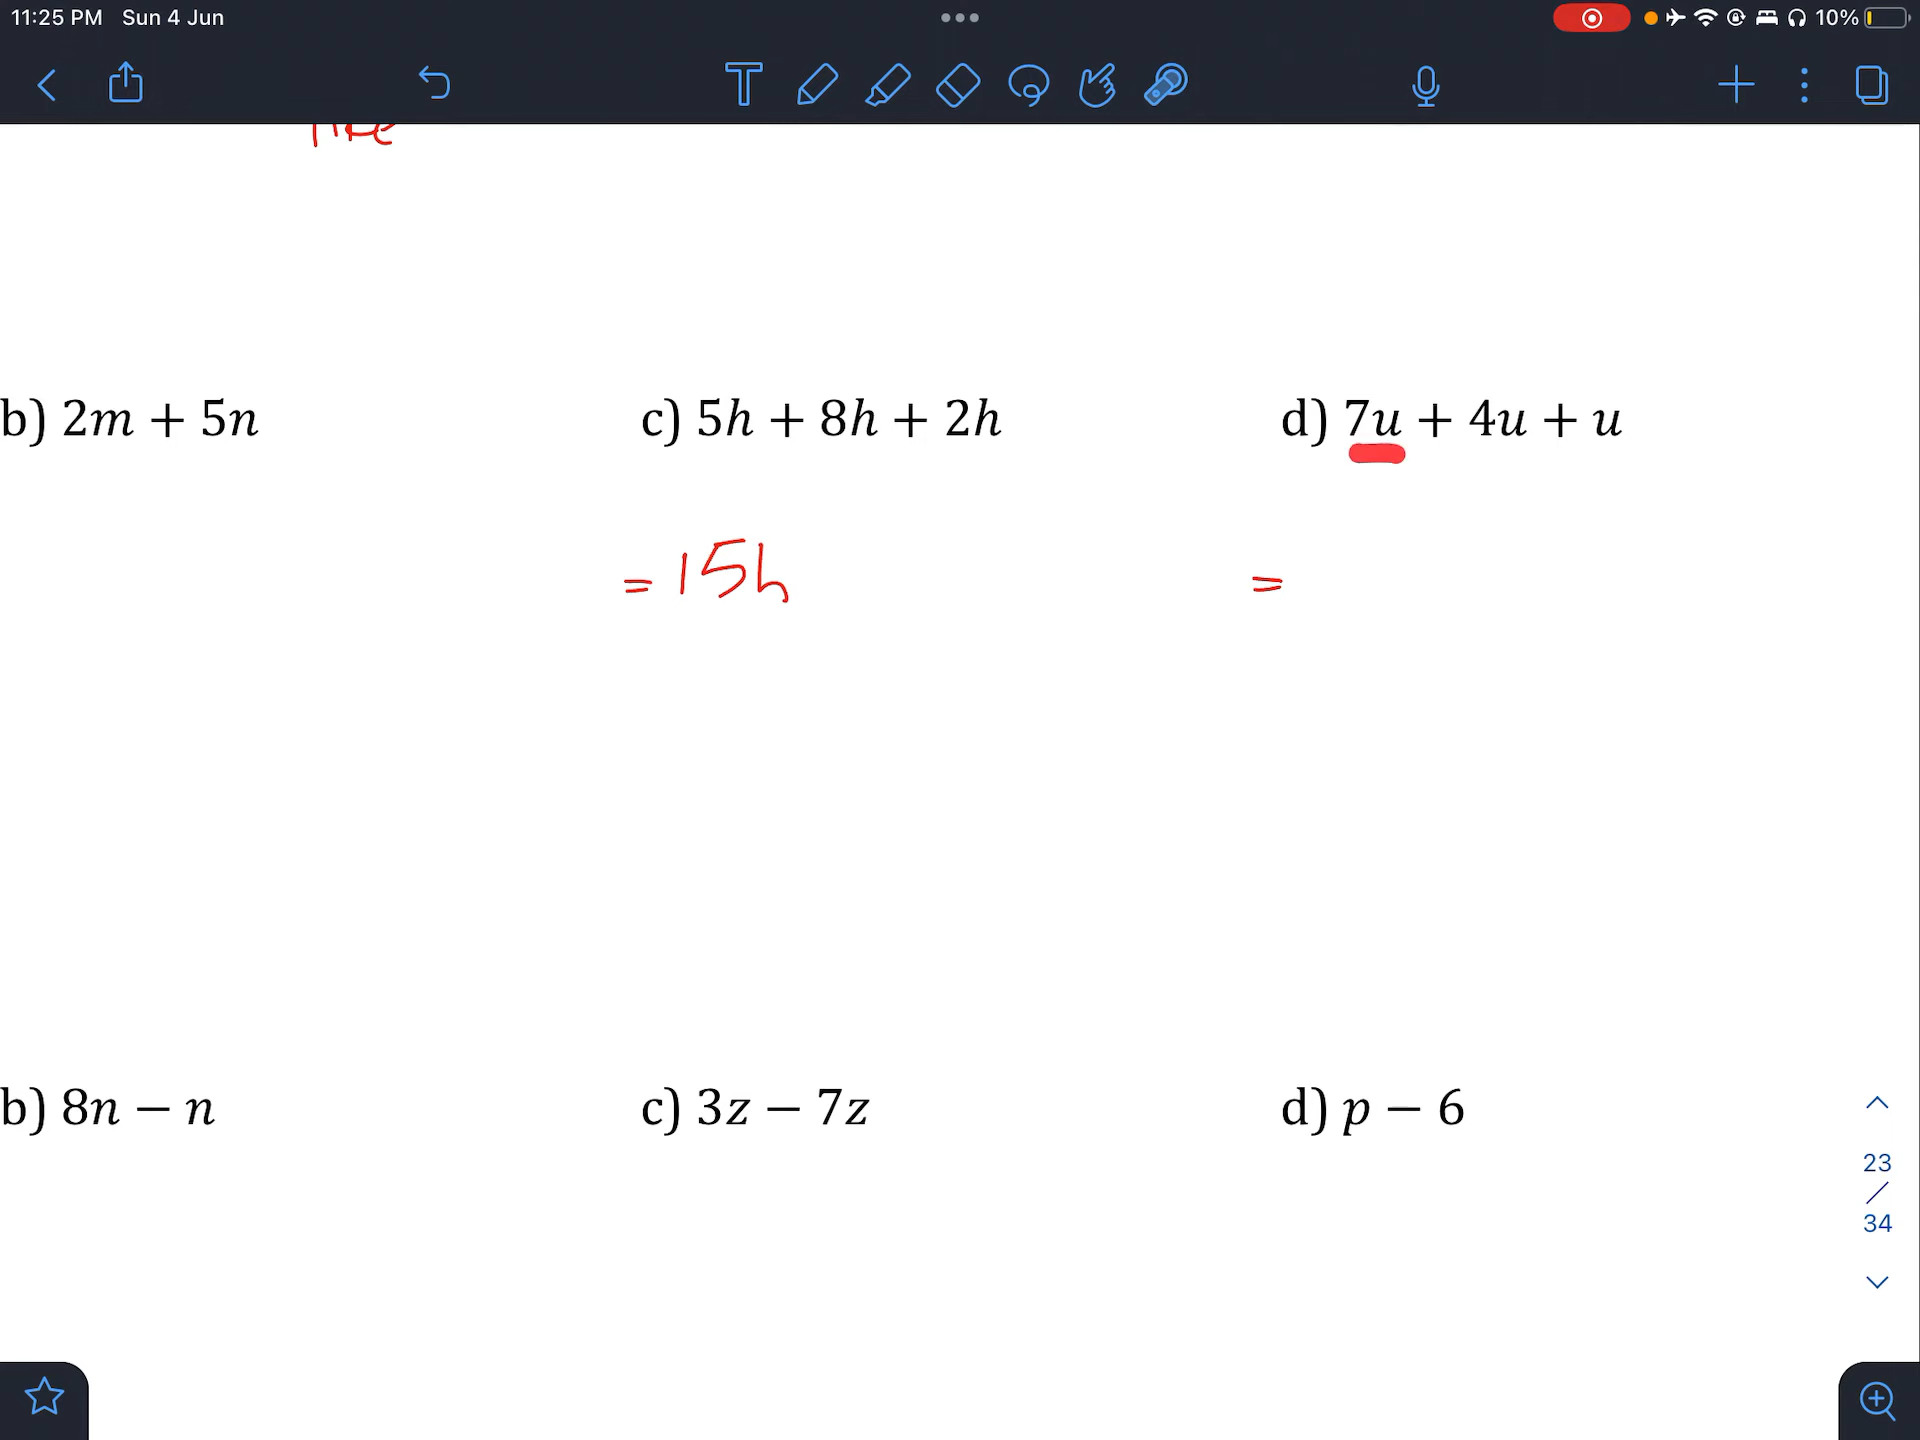 11:25 PM Sun 4 Jun
10%
b) 2m + 5n
c) 5h + 8h + 2h
d) 7u + 4u + u
= 15h
=
b) 8n − n
c) 3z − 7z
d) p − 6
23
/
34